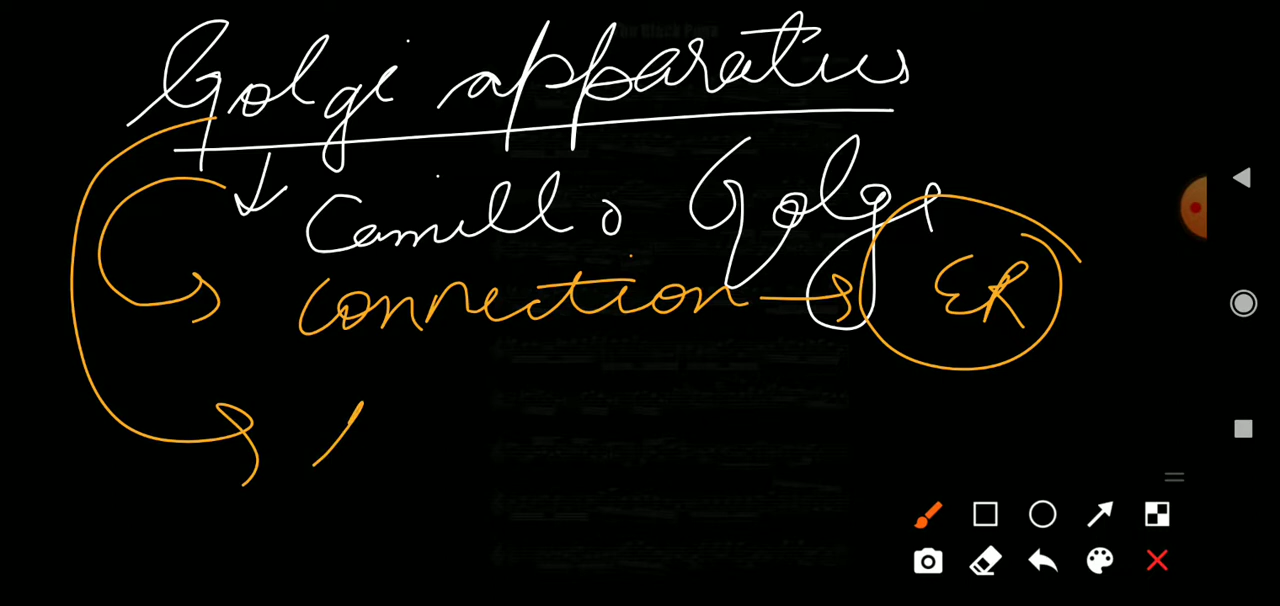 Golgi apparatus
↓ Camillo Golgi
connection → ER